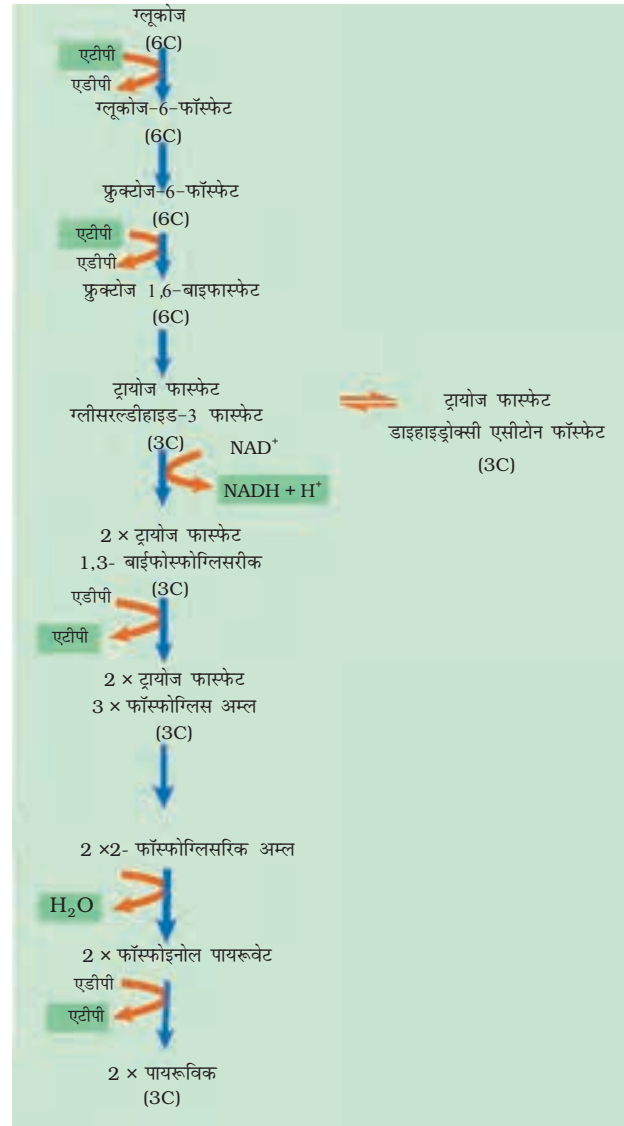 ग्लूकोज
(6C)
एटीपी
एडीपी
ग्लूकोज-6-फॉस्फेट
(6C)
फ्रुक्टोज-6-फॉस्फेट
(6C)
एटीपी
एडीपी
फ्रुक्टोज 1,6-बाइफास्फेट
(6C)
ट्रायोज फास्फेट
ग्लीसरल्डीहाइड-3 फास्फेट
(3C)
ट्रायोज फास्फेट
डाइहाइड्रोक्सी एसीटोन फॉस्फेट
(3C)
NAD⁺
NADH + H⁺
2 × ट्रायोज फास्फेट
1,3- बाईफोस्फोग्लिसरीक
(3C)
एडीपी
एटीपी
2 × ट्रायोज फास्फेट
3 × फॉस्फोग्लिस अम्ल
(3C)
2 ×2- फॉस्फोग्लिसरिक अम्ल
H₂O
2 × फॉस्फोइनोल पायरूवेट
एडीपी
एटीपी
2 × पायरूविक
(3C)